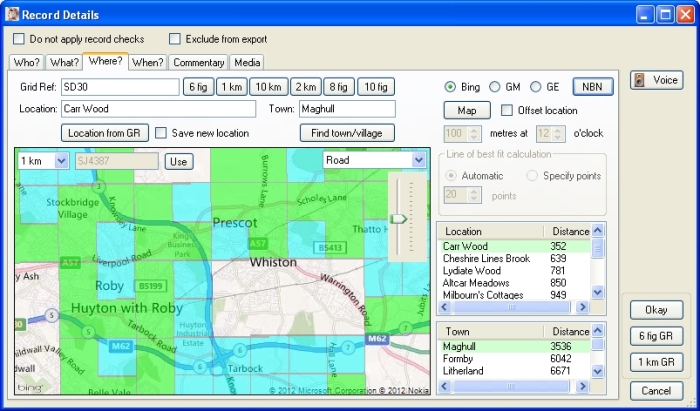 Record Details
Do not apply record checks Exclude from export
Who? What? Where? When? Commentary Media
Grid Ref: SD30 6 fig 1 km 10 km 2 km 8 fig 10 fig
Location: Carr Wood Town: Maghull
Location from GR Save new location Find town/village
Bing GM GE NBN
Map Offset location
100 metres at 12 o'clock
Line of best fit calculation
Automatic Specify points
20 points
Voice
1 km SJ4387 Use Road
Burrows Lane
Stockbridge Village
Knowsley Lane
Scholes Lane
Prescot
Thatto
King's Business Park
A57
B5413
Liverpool Road
A57
Whiston
Roby
B5199
Warrington Road
Huyton with Roby
Tarbock Road
Huyton Industrial Estate
M62
M62
Tarbock
Belle Vale
bing
© 2012 Microsoft Corporation © 2012 Nokia
Location Distance
Carr Wood 352
Cheshire Lines Brook 639
Lydiate Wood 781
Altcar Meadows 850
Milbourn's Cottages 949
Town Distance
Maghull 3536
Formby 6042
Litherland 6671
Okay
6 fig GR
1 km GR
Cancel